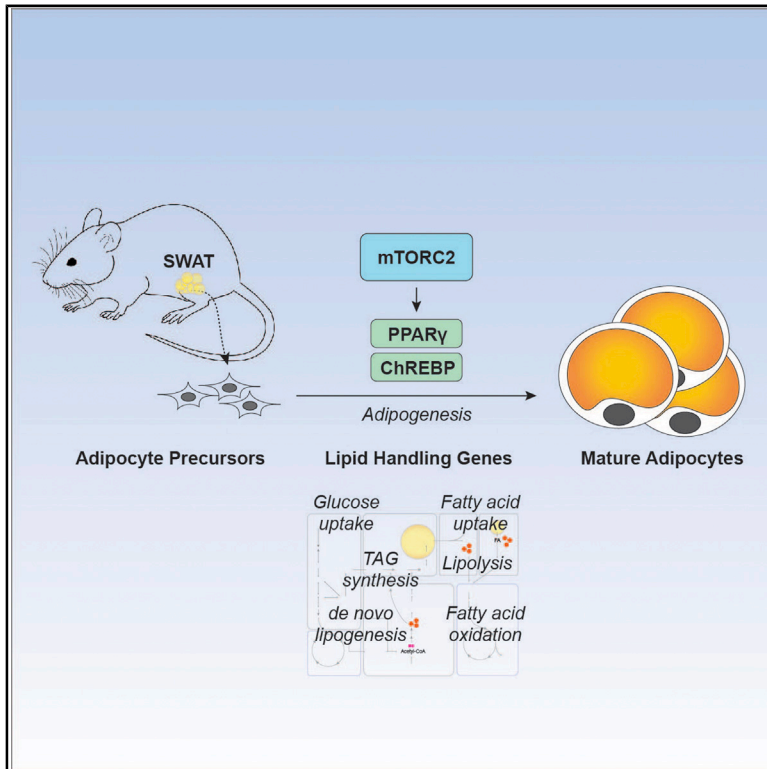 SWAT
mTORC2
PPARγ
ChREBP
Adipogenesis
Adipocyte Precursors
Lipid Handling Genes
Mature Adipocytes
Glucose
uptake
Fatty acid
uptake
FA
TAG
synthesis
Lipolysis
de novo
lipogenesis
Fatty acid
oxidation
Acetyl-CoA